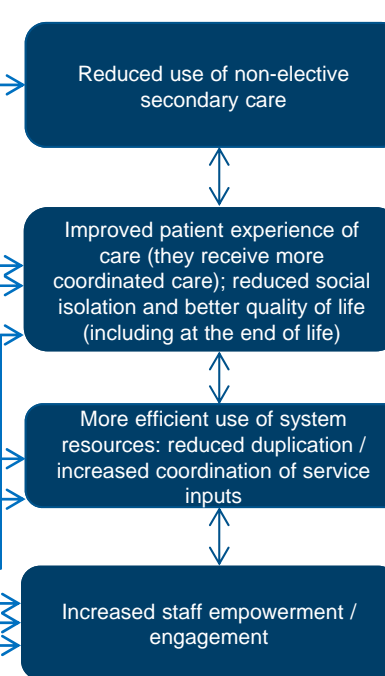 Reduced use of non-elective
secondary care
Improved patient experience of
care (they receive more
coordinated care); reduced social
isolation and better quality of life
(including at the end of life)
More efficient use of system
resources: reduced duplication /
increased coordination of service
inputs
Increased staff empowerment /
engagement